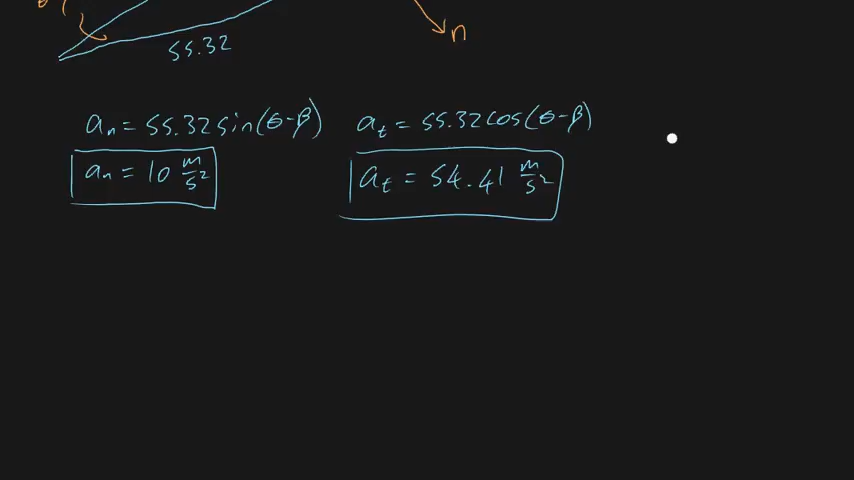 n
55.32
aₙ = 55.32 sin(θ-β)
aₜ = 55.32 cos(θ-β)
aₙ = 10 m/s²
aₜ = 54.41 m/s²